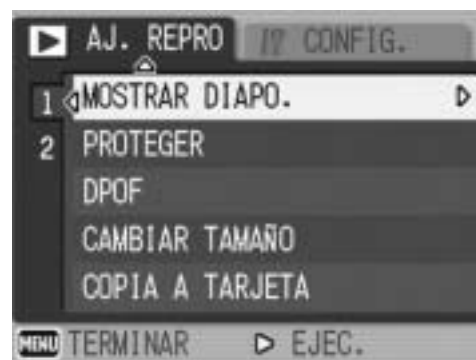 AJ. REPRO CONFIG.
1 MOSTRAR DIAPO.
2 PROTEGER
DPOF
CAMBIAR TAMAÑO
COPIA A TARJETA
MENU TERMINAR EJEC.